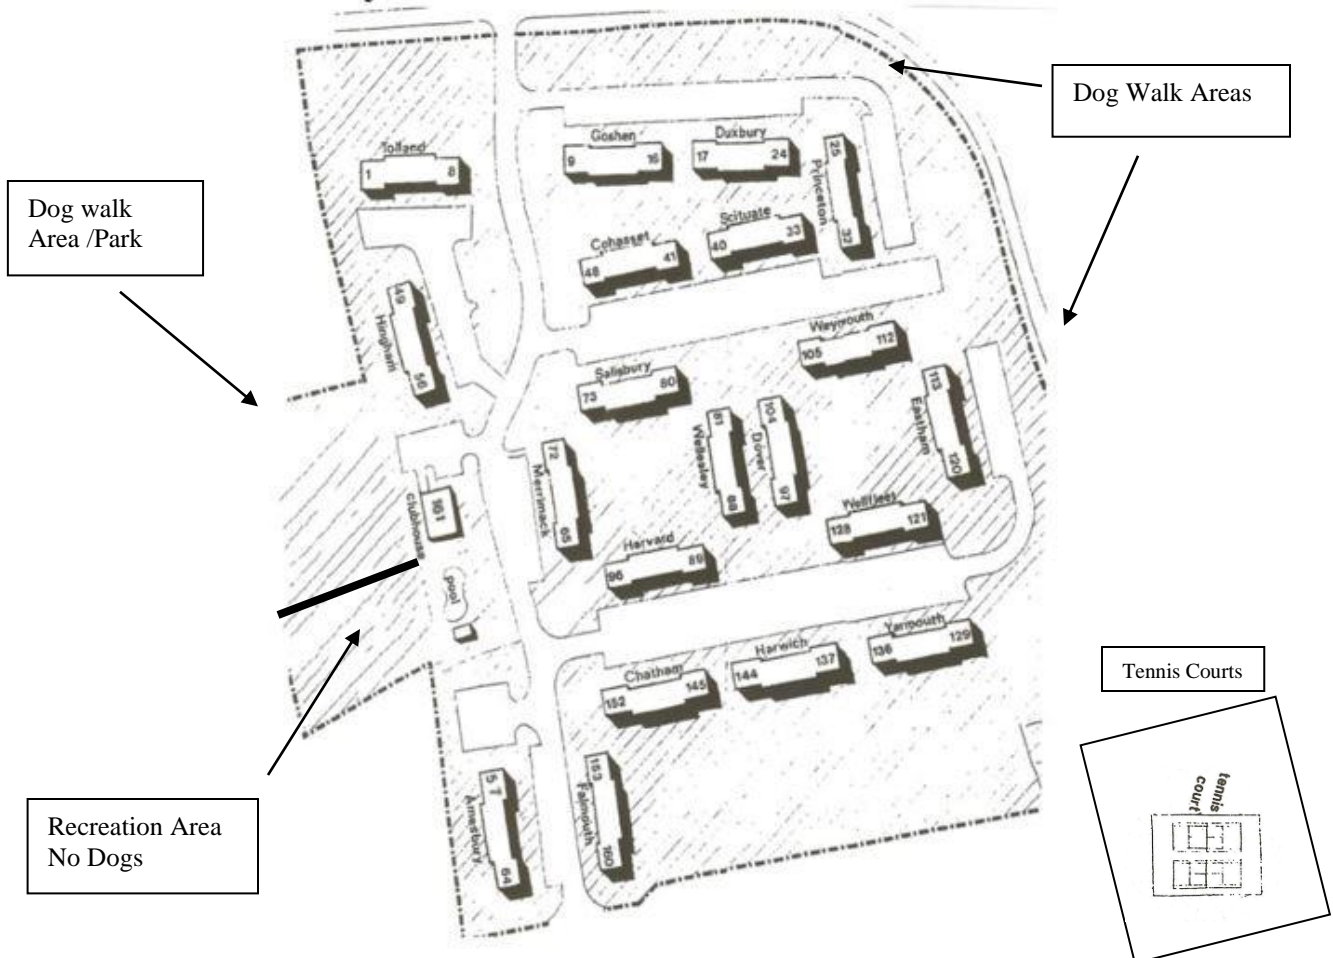 Dog Walk Areas
Goshen
9 16
Duxbury
17 24
25
Princeton
32
Tolland
1 8
Dog walk
Area /Park
Scituate
40 33
Cohasset
48 41
49
Hingham
56
Weymouth
105 112
Salisbury
73 80
113
Eastham
120
81
Wellesley
88
104
Dover
97
72
Merrimack
65
161
Clubhouse
Wellfleet
128 121
Harvard
96 89
pool
Yarmouth
136 129
Harwich
144 137
Chatham
152 145
Tennis Courts
tennis
court
153
Falmouth
160
57
Amesbury
64
Recreation Area
No Dogs